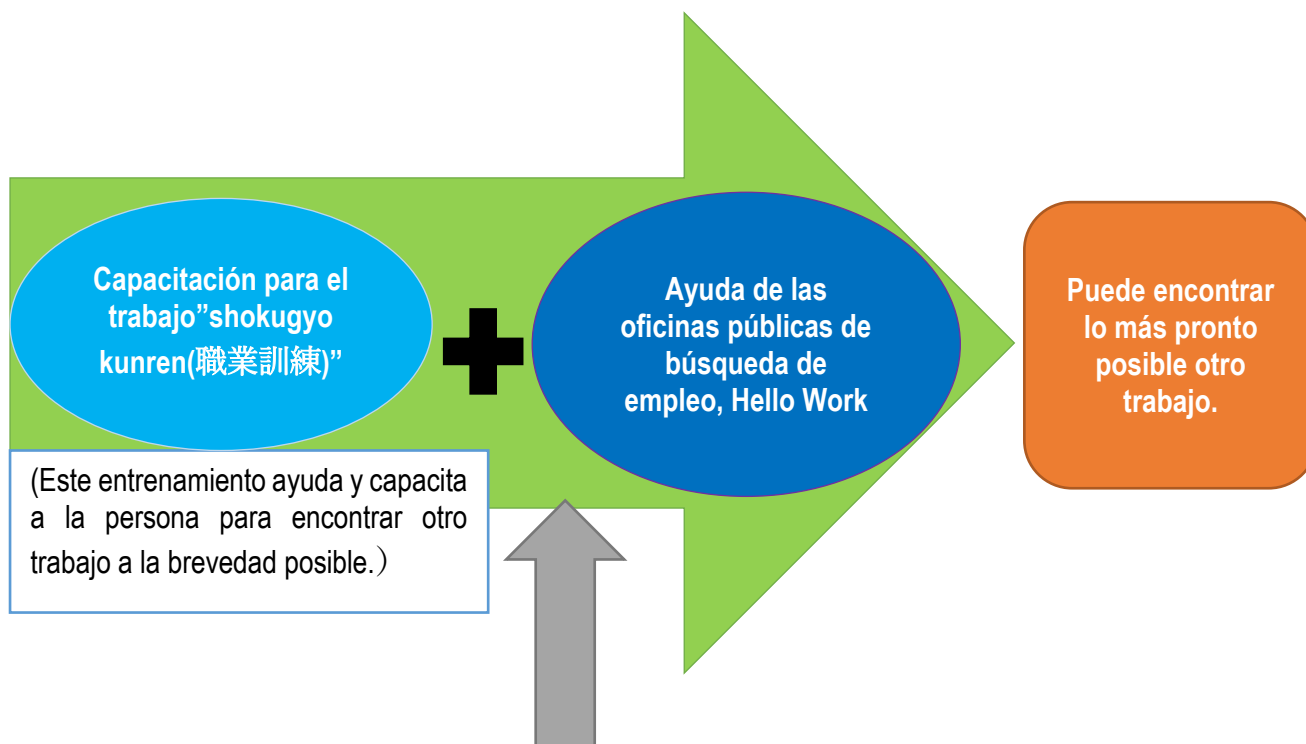 Capacitación para el
trabajo”shokugyo
kunren(職業訓練)”
Ayuda de las
oficinas públicas de
búsqueda de
empleo, Hello Work
Puede encontrar
lo más pronto
posible otro
trabajo.
(Este entrenamiento ayuda y capacita
a la persona para encontrar otro
trabajo a la brevedad posible.）